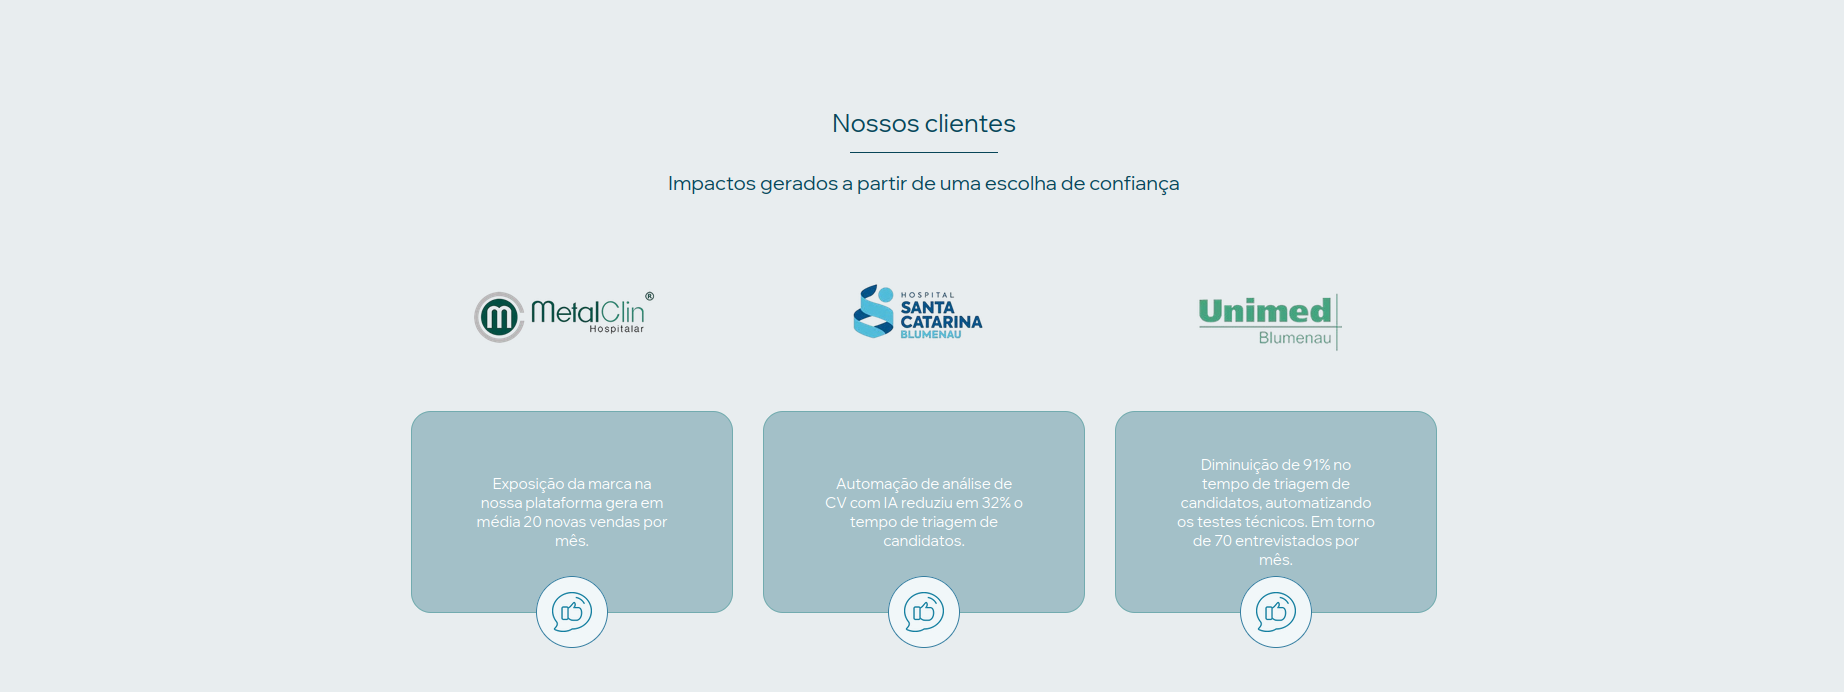 Nossos clientes
Impactos gerados a partir de uma escolha de confiança
m MetalClin®
Hospitalar
HOSPITAL
SANTA
CATARINA
BLUMENAU
Unimed
Blumenau
Exposição da marca na
nossa plataforma gera em
média 20 novas vendas por
mês.
Automação de análise de
CV com IA reduziu em 32% o
tempo de triagem de
candidatos.
Diminuição de 91% no
tempo de triagem de
candidatos, automatizando
os testes técnicos. Em torno
de 70 entrevistados por
mês.